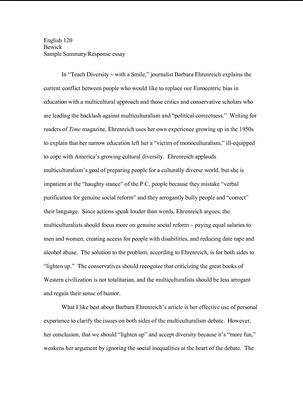 English 120
Bewick
Sample Summary/Response essay
In "Teach Diversity – with a Smile," journalist Barbara Ehrenreich explains the
current conflict between people who would like to replace our Eurocentric bias in
education with a multicultural approach and those critics and conservative scholars who
are leading the backlash against multiculturalism and "political correctness." Writing for
readers of Time magazine, Ehrenreich uses her own experience growing up in the 1950s
to explain that her narrow education left her a "victim of monoculturalism," ill-equipped
to cope with America's growing cultural diversity. Ehrenreich applauds
multiculturalism's goal of preparing people for a culturally diverse world, but she is
impatient at the "haughty stance" of the P.C. people because they mistake "verbal
purification for genuine social reform" and they arrogantly bully people and "correct"
their language. Since actions speak louder than words, Ehrenreich argues, the
multiculturalists should focus more on genuine social reform – paying equal salaries to
men and women, creating access for people with disabilities, and reducing date rape and
alcohol abuse. The solution to the problem, according to Ehrenreich, is for both sides to
"lighten up." The conservatives should recognize that criticizing the great books of
Western civilization is not totalitarian, and the multiculturalists should be less arrogant
and regain their sense of humor.
What I like best about Barbara Ehrenreich's article is her effective use of personal
experience to clarify the issues on both sides of the multiculturalism debate. However,
her conclusion, that we should "lighten up" and accept diversity because it's "more fun,"
weakens her argument by ignoring the social inequalities at the heart of the debate. The